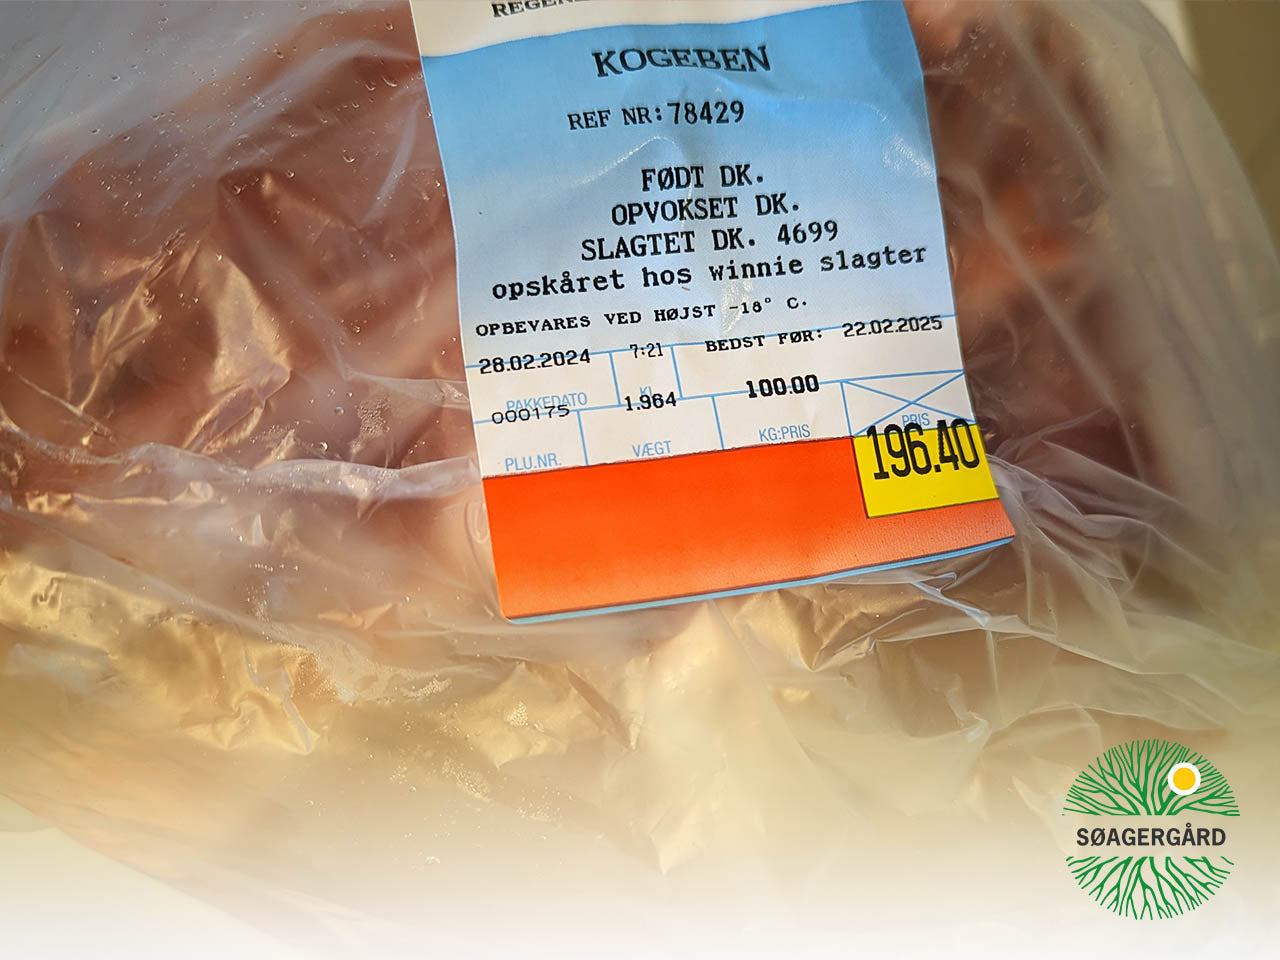 KOGEBEN
REF NR:78429
FØDT DK.
OPVOKSET DK.
SLAGTET DK. 4699
opskåret hos winnie slagter
OPBEVARES VED HØJST -18° C.
28.02.2024 7:21 BEDST FØR: 22.02.2025
PAKKEDATO KL
000175 1.964 100.00
PLU.NR. VÆGT KG:PRIS PRIS
196.40
SØAGERGÅRD